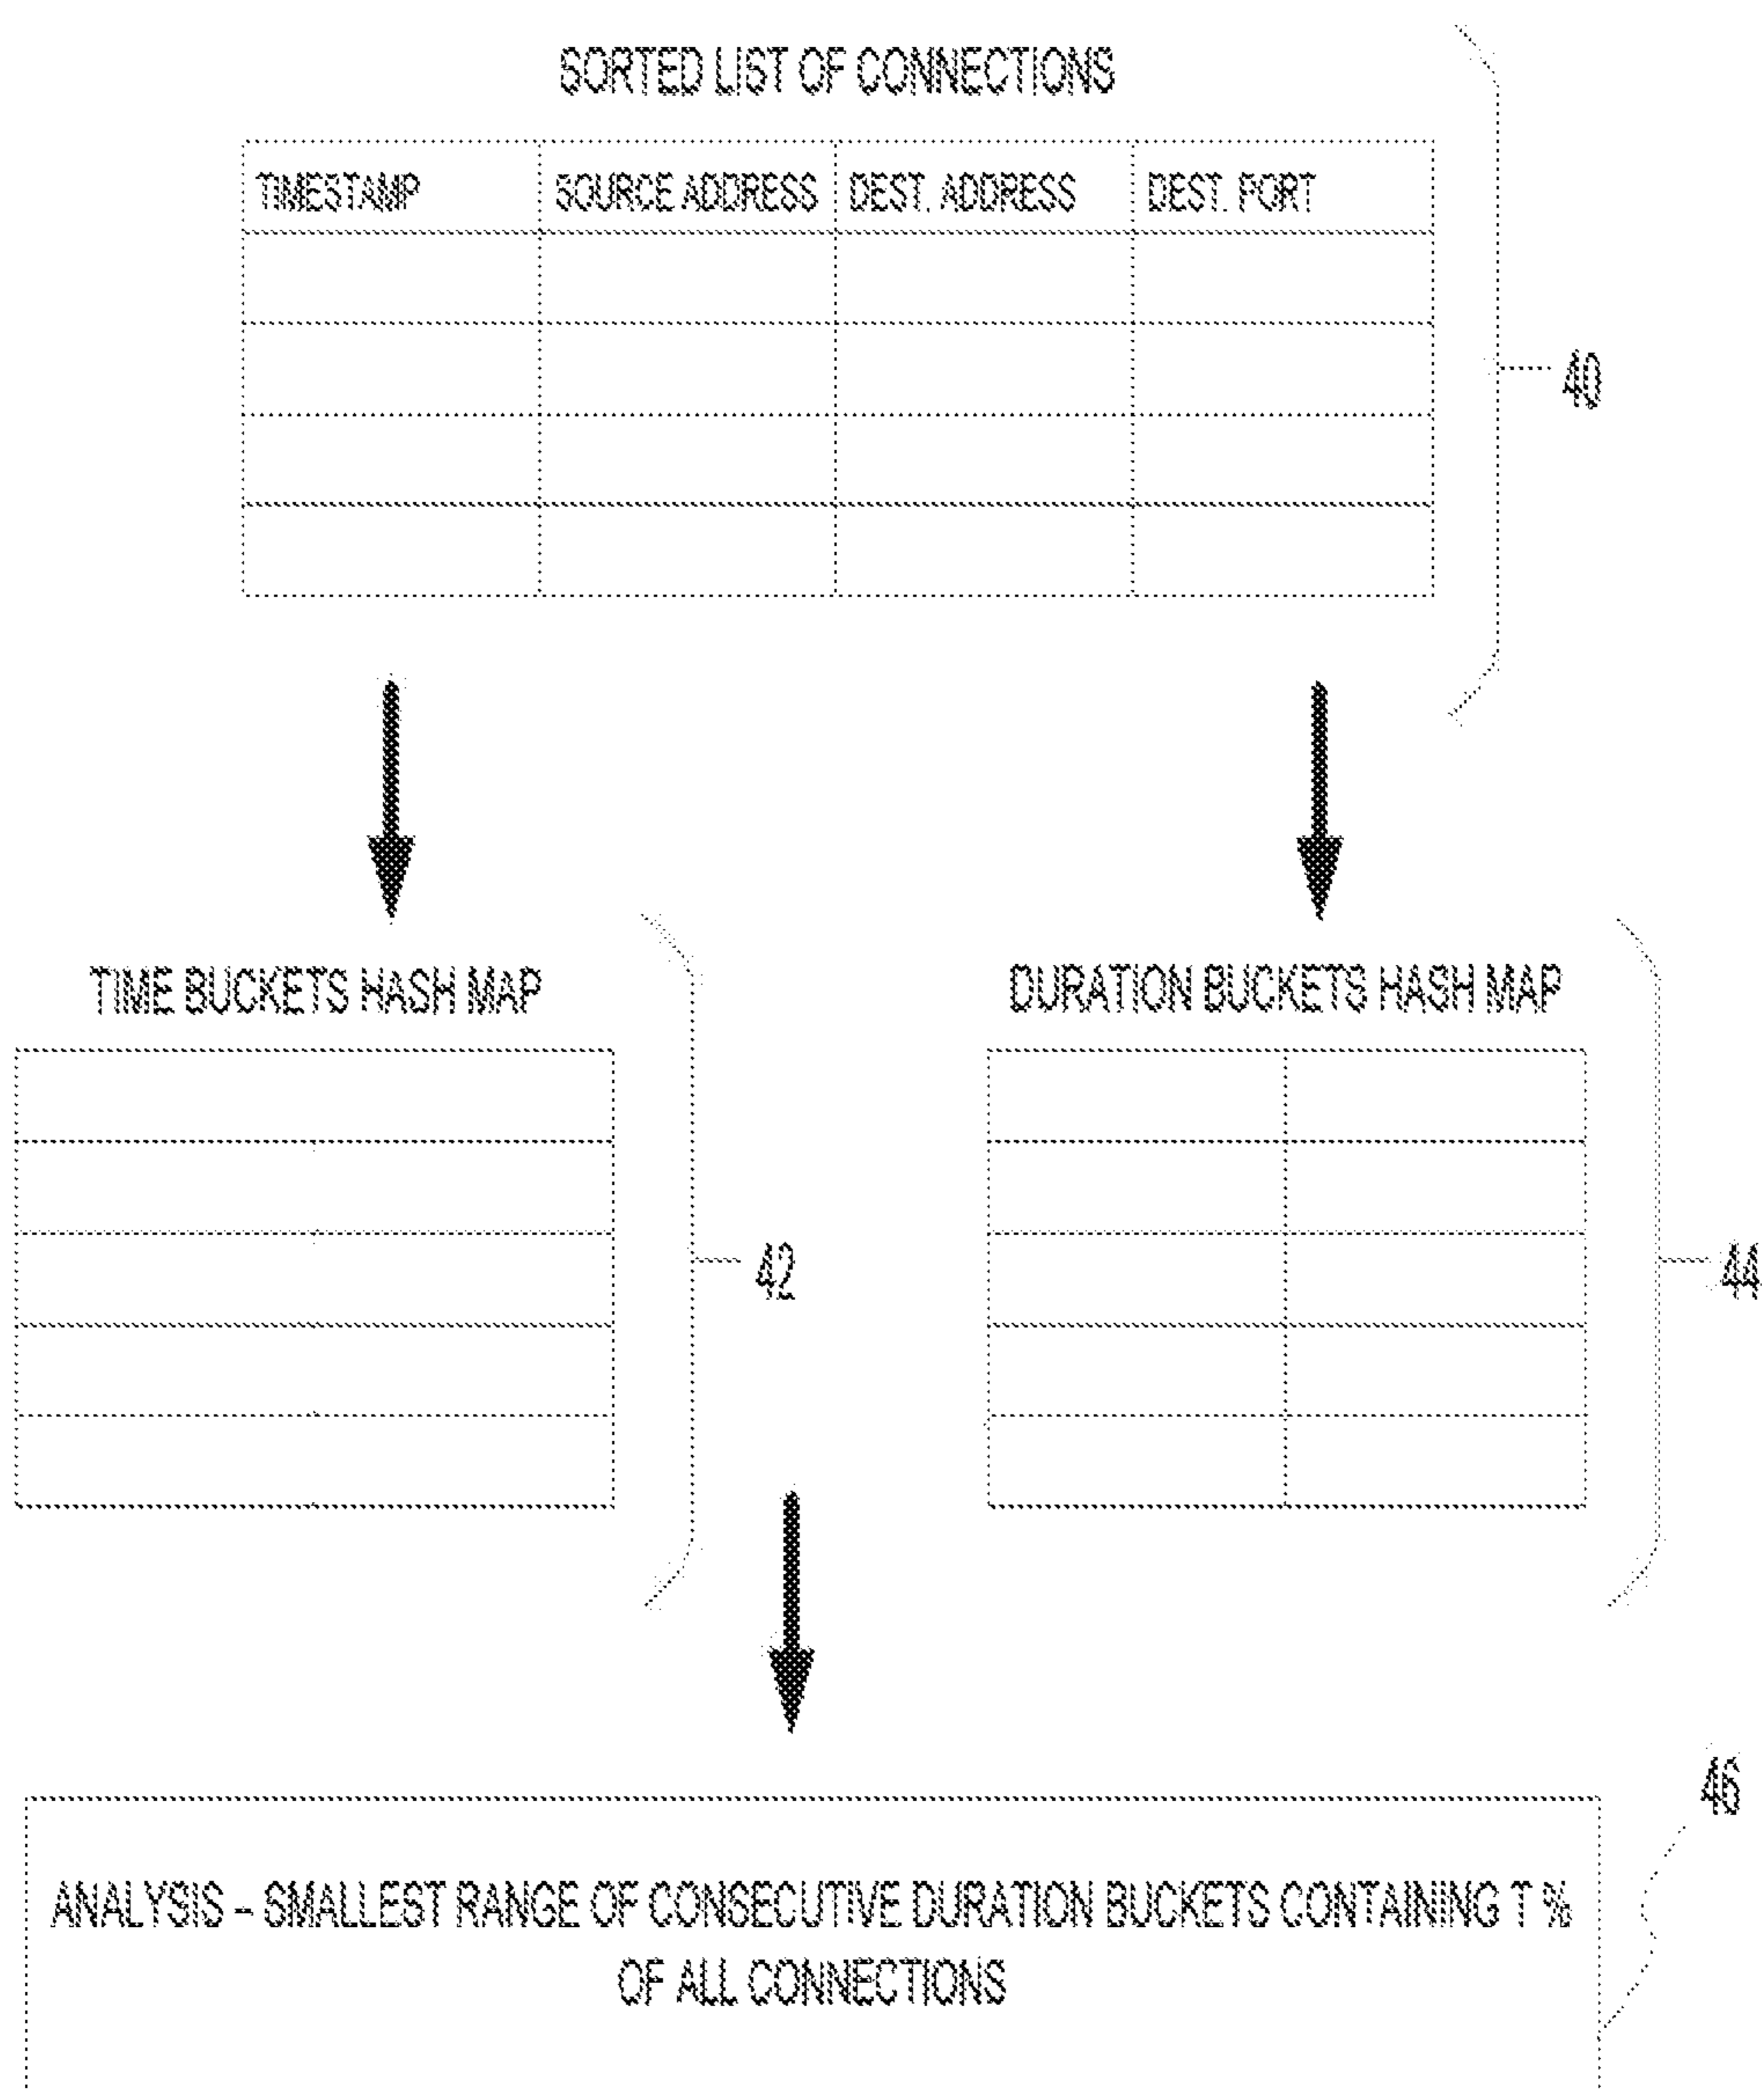 SORTED LIST OF CONNECTIONS
TIMESTAMP SOURCE ADDRESS DEST. ADDRESS DEST. PORT
40
TIME BUCKETS HASH MAP
DURATION BUCKETS HASH MAP
42
44
46
ANALYSIS – SMALLEST RANGE OF CONSECUTIVE DURATION BUCKETS CONTAINING T %
OF ALL CONNECTIONS